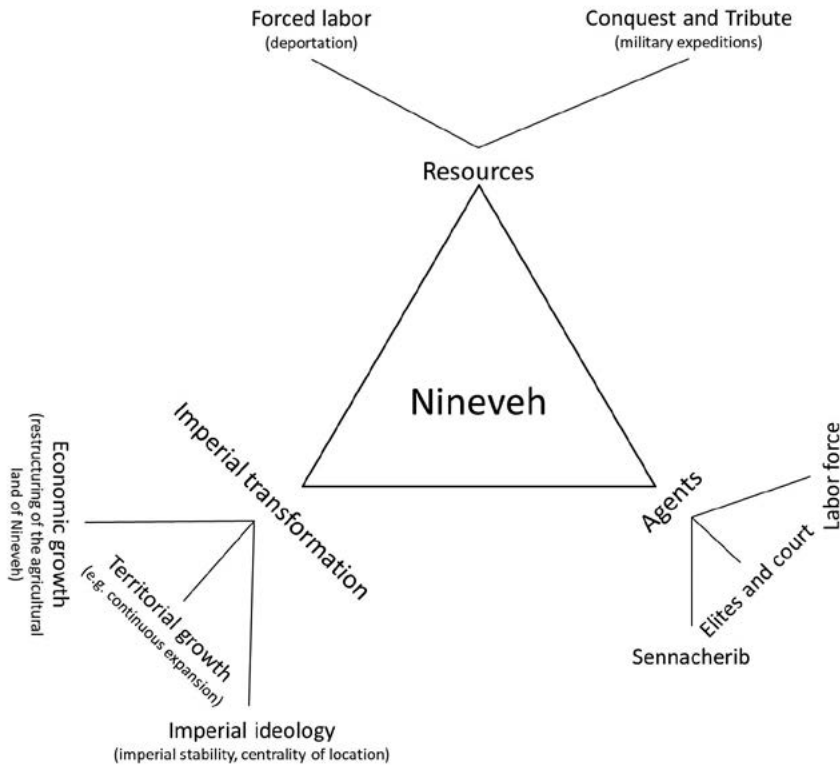 Forced labor
(deportation)
Conquest and Tribute
(military expeditions)
Resources
Nineveh
Imperial transformation
Economic growth
(restructuring of the agricultural
land of Nineveh)
Territorial growth
(e.g. continuous expansion)
Imperial ideology
(imperial stability, centrality of location)
Agents
Labor force
Elites and court
Sennacherib